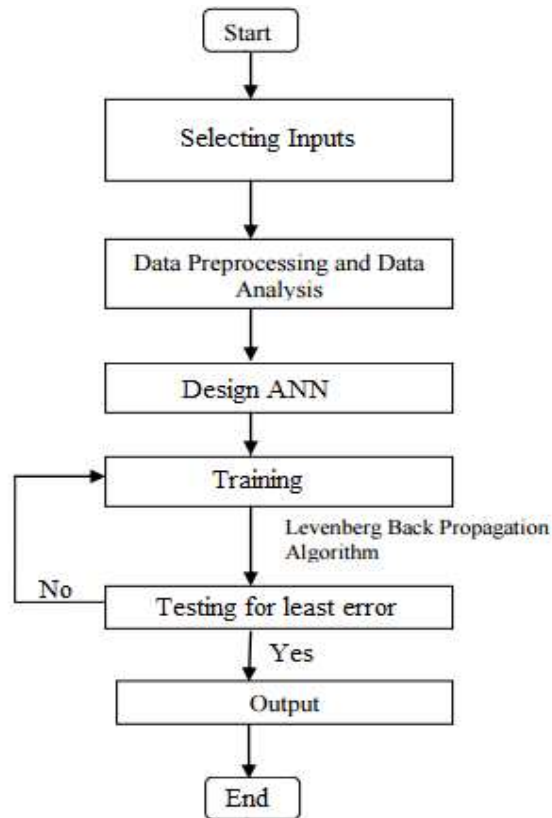 Start
Selecting Inputs
Data Preprocessing and Data
Analysis
Design ANN
Training
Levenberg Back Propagation
Algorithm
No
Testing for least error
Yes
Output
End